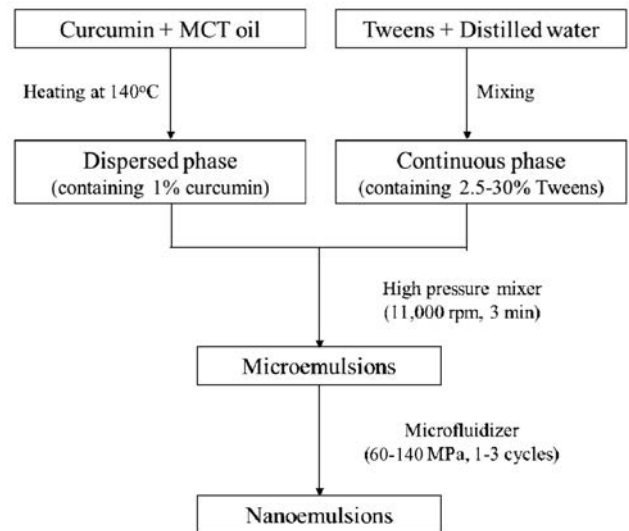 Curcumin + MCT oil
Tweens + Distilled water
Heating at 140°C
Mixing
Dispersed phase
(containing 1% curcumin)
Continuous phase
(containing 2.5-30% Tweens)
High pressure mixer
(11,000 rpm, 3 min)
Microemulsions
Microfluidizer
(60-140 MPa, 1-3 cycles)
Nanoemulsions